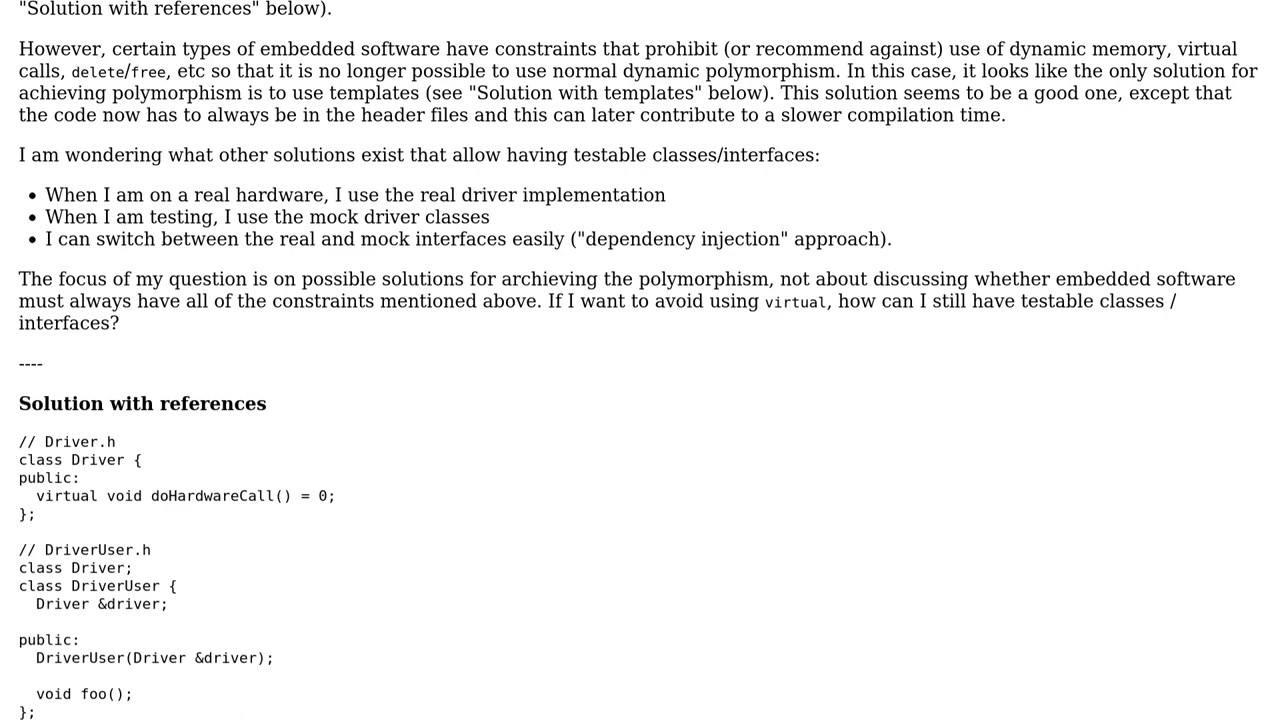 "Solution with references" below).
However, certain types of embedded software have constraints that prohibit (or recommend against) use of dynamic memory, virtual
calls, delete/free, etc so that it is no longer possible to use normal dynamic polymorphism. In this case, it looks like the only solution for
achieving polymorphism is to use templates (see "Solution with templates" below). This solution seems to be a good one, except that
the code now has to always be in the header files and this can later contribute to a slower compilation time.
I am wondering what other solutions exist that allow having testable classes/interfaces:
• When I am on a real hardware, I use the real driver implementation
• When I am testing, I use the mock driver classes
• I can switch between the real and mock interfaces easily ("dependency injection" approach).
The focus of my question is on possible solutions for archieving the polymorphism, not about discussing whether embedded software
must always have all of the constraints mentioned above. If I want to avoid using virtual, how can I still have testable classes /
interfaces?
----
Solution with references
// Driver.h
class Driver {
public:
  virtual void doHardwareCall() = 0;
};
// DriverUser.h
class Driver;
class DriverUser {
  Driver &driver;
public:
  DriverUser(Driver &driver);
  void foo();
};